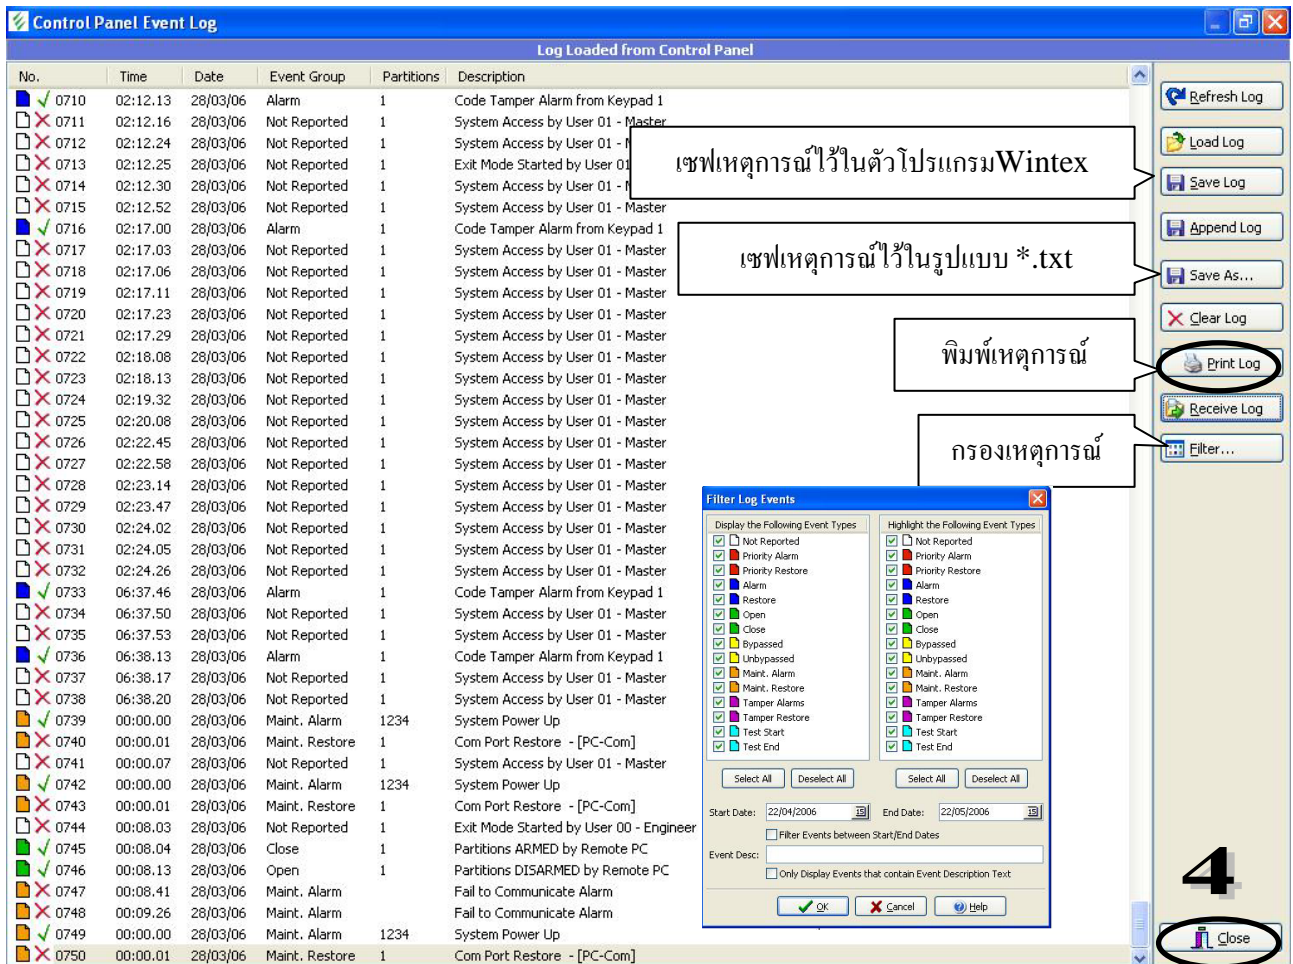 Control Panel Event Log
Log Loaded from Control Panel
No. Time Date Event Group Partitions Description
0710 02:12.13 28/03/06 Alarm 1 Code Tamper Alarm from Keypad 1
0711 02:12.16 28/03/06 Not Reported 1 System Access by User 01 - Master
0712 02:12.24 28/03/06 Not Reported 1 System Access by User 01 -
0713 02:12.25 28/03/06 Not Reported 1 Exit Mode Started by User 01
0714 02:12.30 28/03/06 Not Reported 1 System Access by User 01 -
0715 02:12.52 28/03/06 Not Reported 1 System Access by User 01 - Master
0716 02:17.00 28/03/06 Alarm 1 Code Tamper Alarm from Keypad 1
0717 02:17.03 28/03/06 Not Reported 1 System Access by User 01 - Master
0718 02:17.06 28/03/06 Not Reported 1 System Access by User 01 - Master
0719 02:17.11 28/03/06 Not Reported 1 System Access by User 01 - Master
0720 02:17.23 28/03/06 Not Reported 1 System Access by User 01 - Master
0721 02:17.29 28/03/06 Not Reported 1 System Access by User 01 - Master
0722 02:18.08 28/03/06 Not Reported 1 System Access by User 01 - Master
0723 02:18.13 28/03/06 Not Reported 1 System Access by User 01 - Master
0724 02:19.32 28/03/06 Not Reported 1 System Access by User 01 - Master
0725 02:20.08 28/03/06 Not Reported 1 System Access by User 01 - Master
0726 02:22.45 28/03/06 Not Reported 1 System Access by User 01 - Master
0727 02:22.58 28/03/06 Not Reported 1 System Access by User 01 - Master
0728 02:23.14 28/03/06 Not Reported 1 System Access by User 01 - Master
0729 02:23.47 28/03/06 Not Reported 1 System Access by User 01 - Master
0730 02:24.02 28/03/06 Not Reported 1 System Access by User 01 - Master
0731 02:24.05 28/03/06 Not Reported 1 System Access by User 01 - Master
0732 02:24.26 28/03/06 Not Reported 1 System Access by User 01 - Master
0733 06:37.46 28/03/06 Alarm 1 Code Tamper Alarm from Keypad 1
0734 06:37.50 28/03/06 Not Reported 1 System Access by User 01 - Master
0735 06:37.53 28/03/06 Not Reported 1 System Access by User 01 - Master
0736 06:38.13 28/03/06 Alarm 1 Code Tamper Alarm from Keypad 1
0737 06:38.17 28/03/06 Not Reported 1 System Access by User 01 - Master
0738 06:38.20 28/03/06 Not Reported 1 System Access by User 01 - Master
0739 00:00.00 28/03/06 Maint. Alarm 1234 System Power Up
0740 00:00.01 28/03/06 Maint. Restore 1 Com Port Restore - [PC-Com]
0741 00:00.07 28/03/06 Not Reported 1 System Access by User 01 - Master
0742 00:00.00 28/03/06 Maint. Alarm 1234 System Power Up
0743 00:00.01 28/03/06 Maint. Restore 1 Com Port Restore - [PC-Com]
0744 00:08.03 28/03/06 Not Reported 1 Exit Mode Started by User 00 - Engineer
0745 00:08.04 28/03/06 Close 1 Partitions ARMED by Remote PC
0746 00:08.13 28/03/06 Open 1 Partitions DISARMED by Remote PC
0747 00:08.41 28/03/06 Maint. Alarm Fail to Communicate Alarm
0748 00:09.26 28/03/06 Maint. Alarm Fail to Communicate Alarm
0749 00:00.00 28/03/06 Maint. Alarm 1234 System Power Up
0750 00:00.01 28/03/06 Maint. Restore 1 Com Port Restore - [PC-Com]
เซฟเหตุการณ์ไว้ในตัวโปรแกรมWintex
เซฟเหตุการณ์ไว้ในรูปแบบ *.txt
พิมพ์เหตุการณ์
กรองเหตุการณ์
Refresh Log
Load Log
Save Log
Append Log
Save As...
Clear Log
Print Log
Receive Log
Filter...
Filter Log Events
Display the Following Event Types Highlight the Following Event Types
Not Reported Not Reported
Priority Alarm Priority Alarm
Priority Restore Priority Restore
Alarm Alarm
Restore Restore
Open Open
Close Close
Bypassed Bypassed
Unbypassed Unbypassed
Maint. Alarm Maint. Alarm
Maint. Restore Maint. Restore
Tamper Alarms Tamper Alarms
Tamper Restore Tamper Restore
Test Start Test Start
Test End Test End
Select All Deselect All Select All Deselect All
Start Date: 22/04/2006 15 End Date: 22/05/2006 15
Filter Events between Start/End Dates
Event Desc:
Only Display Events that contain Event Description Text
OK Cancel Help
4
Close